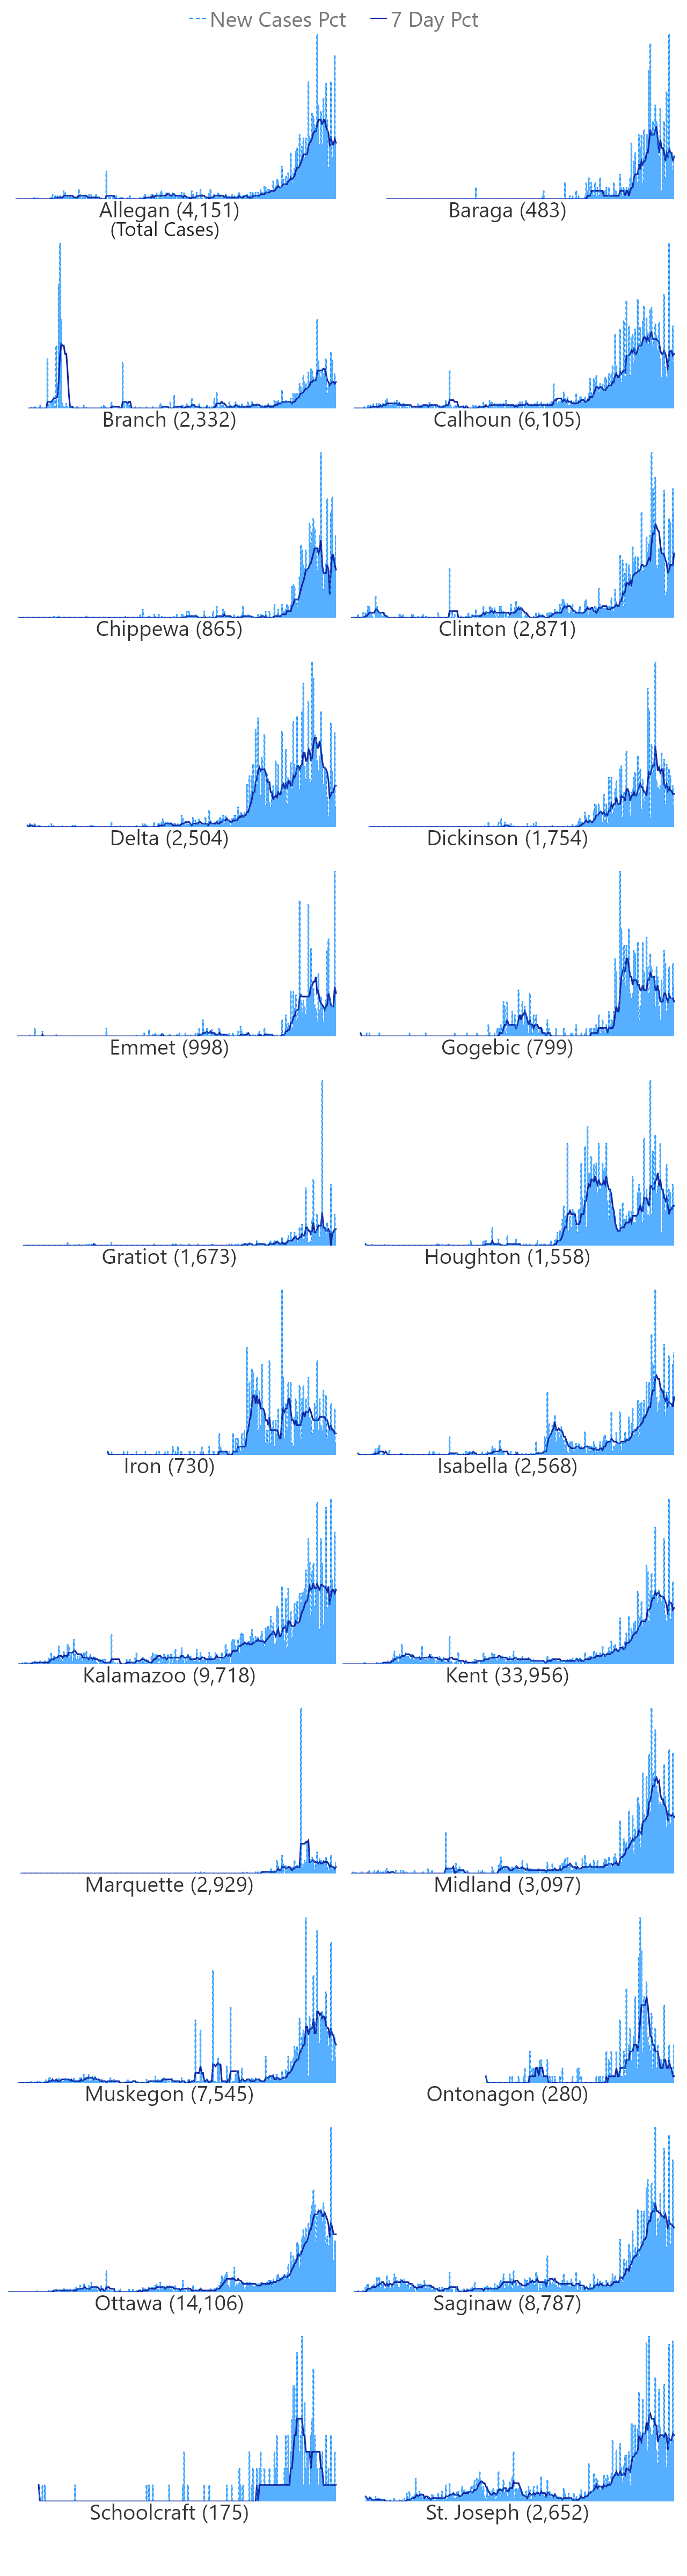 New Cases Pct 7 Day Pct
Allegan (4,151) Baraga (483)
(Total Cases)
Branch (2,332) Calhoun (6,105)
Chippewa (865) Clinton (2,871)
Delta (2,504) Dickinson (1,754)
Emmet (998) Gogebic (799)
Gratiot (1,673) Houghton (1,558)
Iron (730) Isabella (2,568)
Kalamazoo (9,718) Kent (33,956)
Marquette (2,929) Midland (3,097)
Muskegon (7,545) Ontonagon (280)
Ottawa (14,106) Saginaw (8,787)
Schoolcraft (175) St. Joseph (2,652)